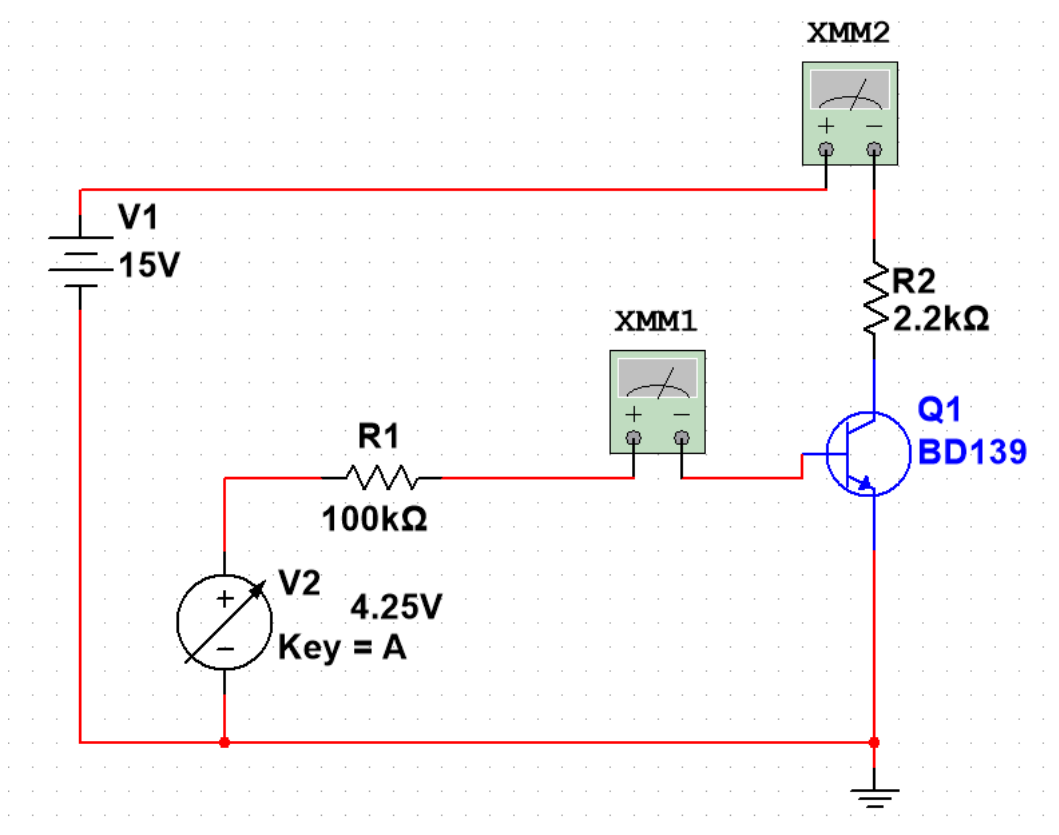 XMM2
+ −
V1
15V
R2
2.2kΩ
XMM1
+ −
Q1
BD139
R1
100kΩ
+
V2
4.25V
Key = A
−